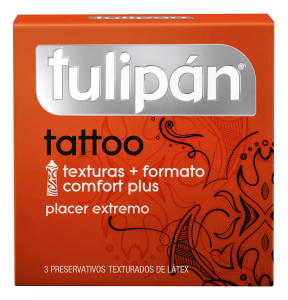 tulipán®
tattoo
texturas + formato
comfort plus
placer extremo
3 PRESERVATIVOS TEXTURADOS DE LÁTEX